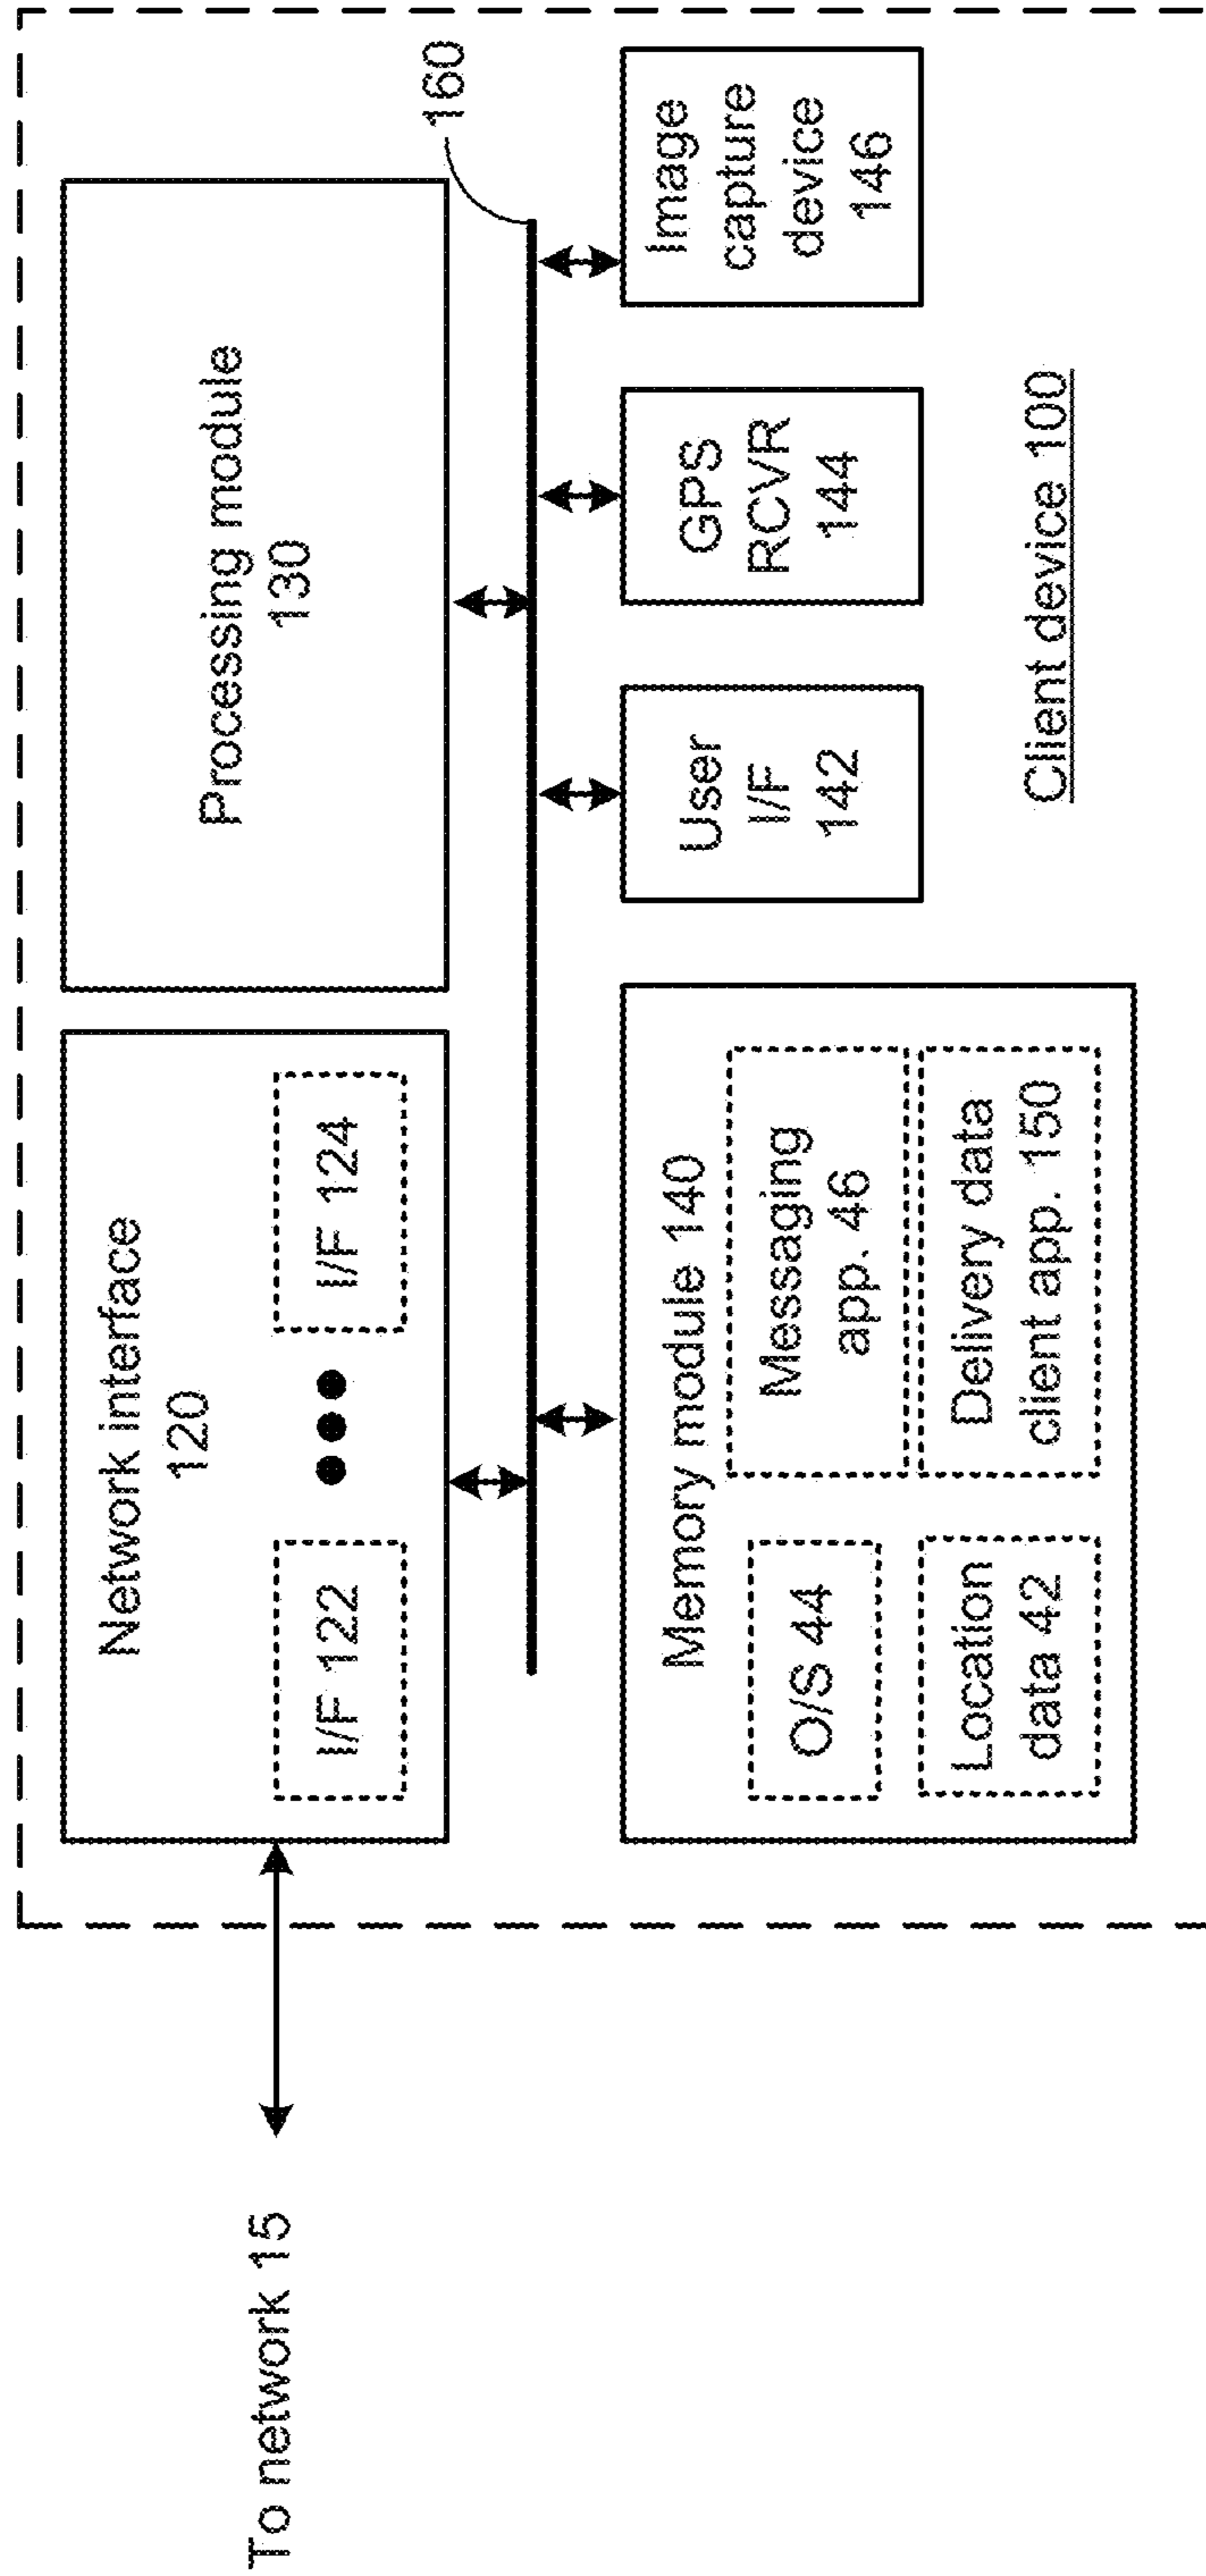 To network 15
Network interface
120
I/F 122
I/F 124
Processing module
130
160
Memory module 140
O/S 44
Messaging
app. 46
Location
data 42
Delivery data
client app. 150
User
I/F
142
GPS
RCVR
144
Image
capture
device
146
Client device 100